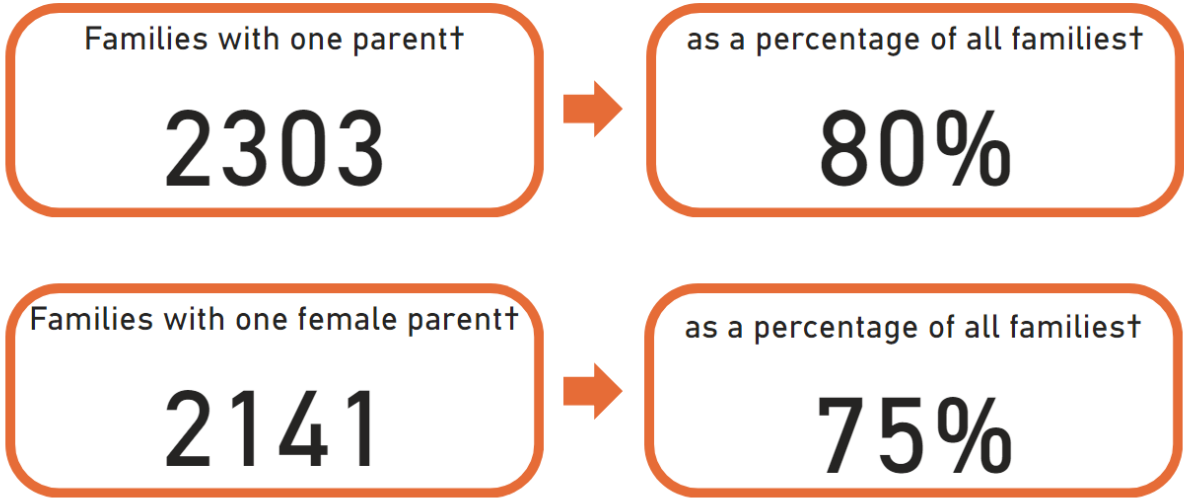 Families with one parent†
2303
as a percentage of all families†
80%
Families with one female parent†
2141
as a percentage of all families†
75%